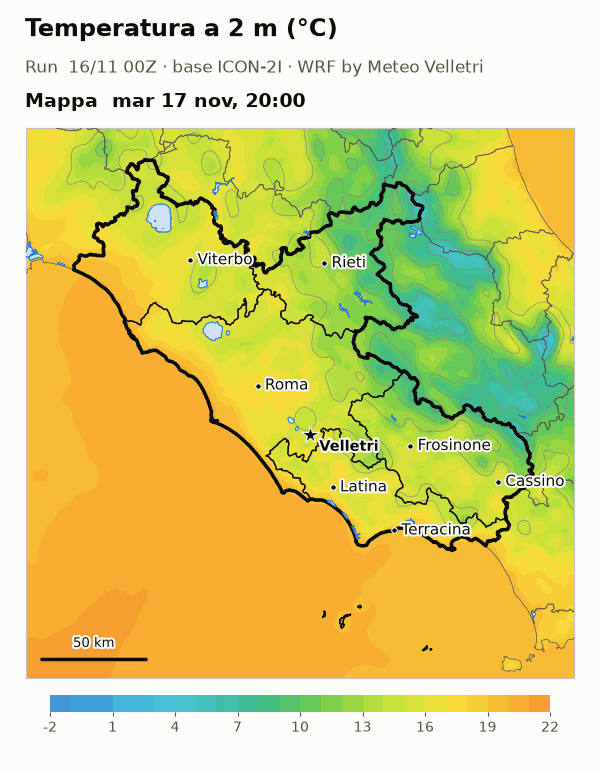 Temperatura a 2 m (°C)
Run  16/11 00Z · base ICON-2I · WRF by Meteo Velletri
Mappa  mar 17 nov, 20:00
Viterbo
Rieti
Roma
Velletri
Frosinone
Cassino
Latina
Terracina
50 km
-2 1 4 7 10 13 16 19 22